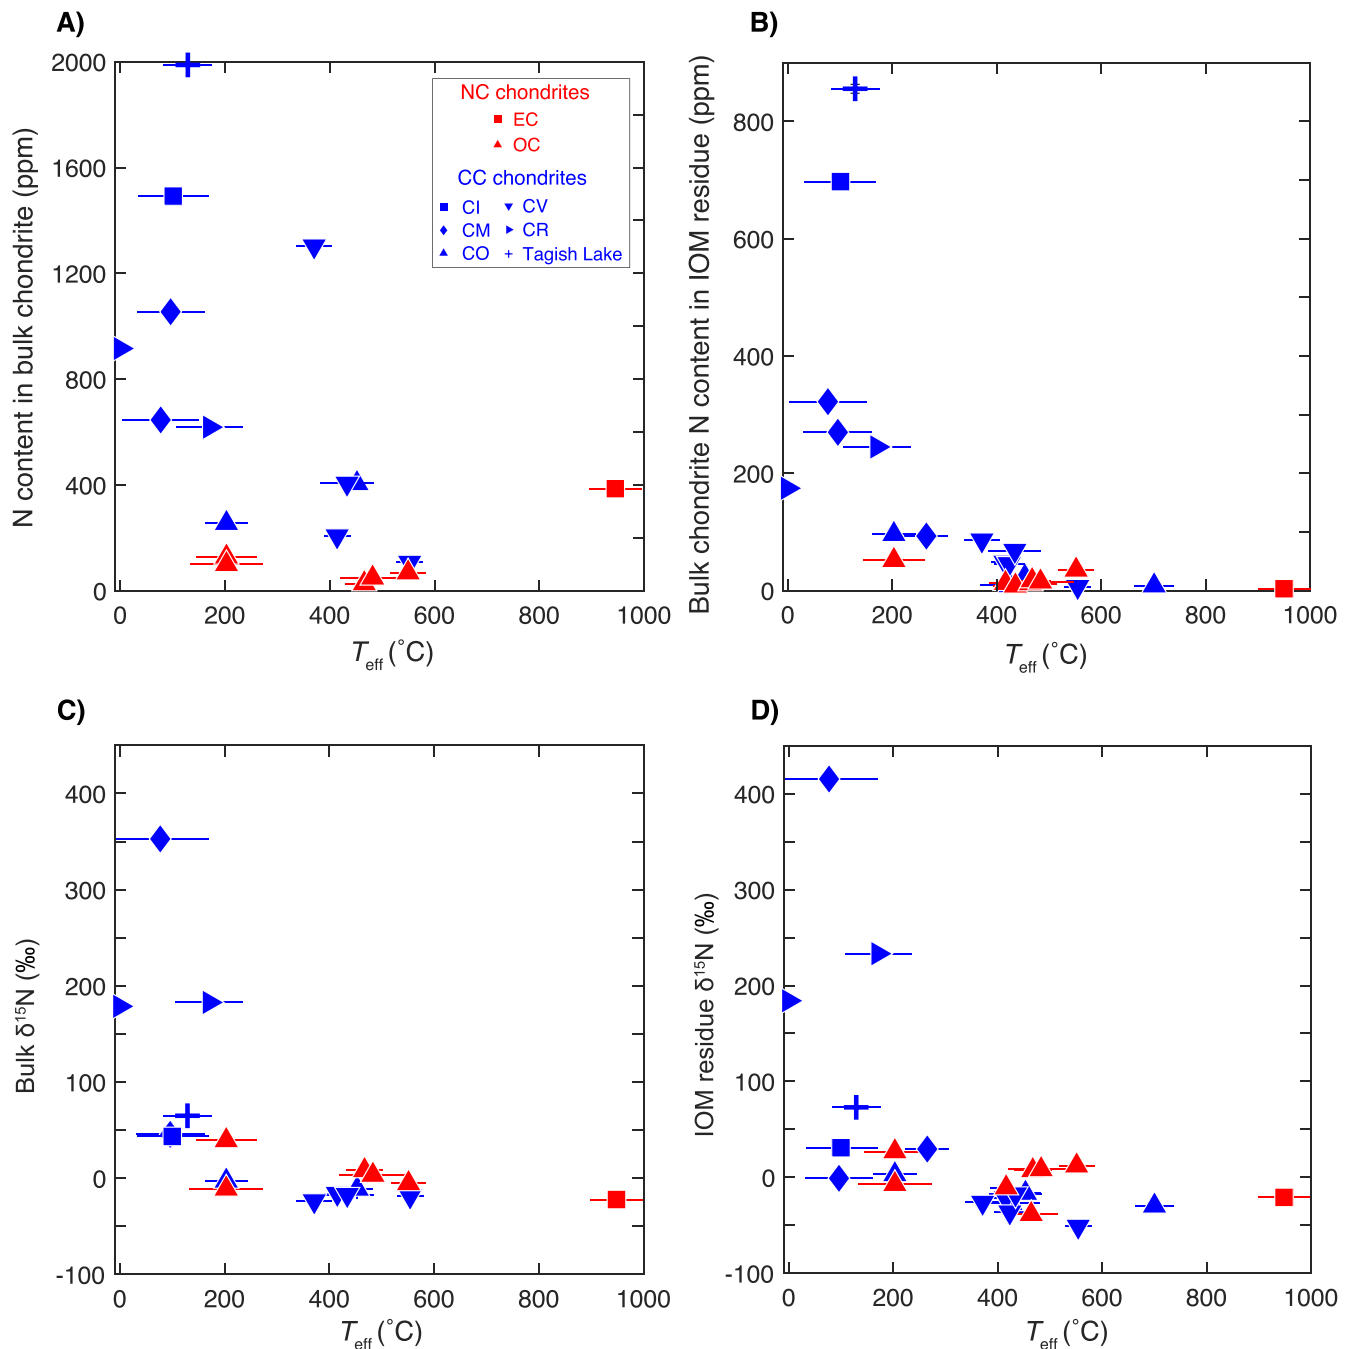 A)
N content in bulk chondrite (ppm)
2000
1600
1200
800
400
0
0 200 400 600 800 1000
T eff (˚C)
NC chondrites
EC
OC
CC chondrites
CI CV
CM CR
CO Tagish Lake
B)
Bulk chondrite N content in IOM residue (ppm)
800
600
400
200
0
0 200 400 600 800 1000
T eff (˚C)
C)
Bulk δ¹⁵N (‰)
400
300
200
100
0
-100
0 200 400 600 800 1000
T eff (˚C)
D)
IOM residue δ¹⁵N (‰)
400
300
200
100
0
-100
0 200 400 600 800 1000
T eff (˚C)